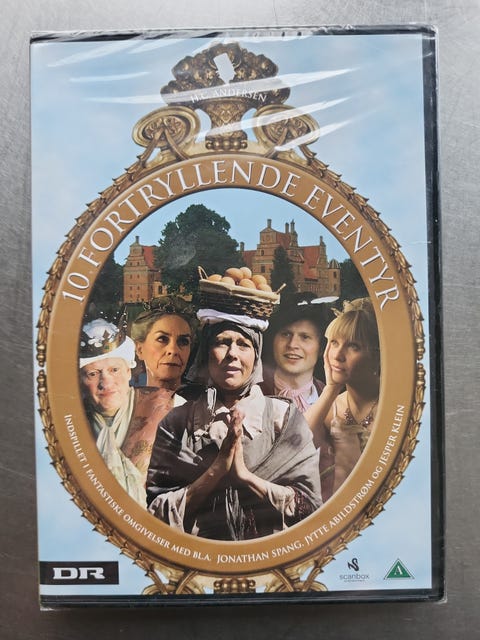 H.C. ANDERSEN
10 FORTRYLLENDE EVENTYR
INDSPILLET I FANTASTISKE OMGIVELSER MED BL.A. JONATHAN SPANG, JYTTE ABILDSTRØM OG JESPER KLEIN
DR
scanbox
A